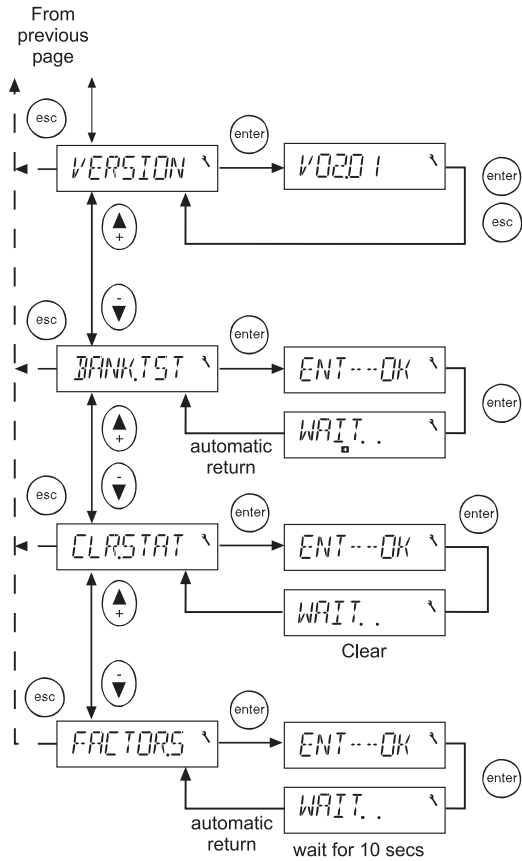 From
previous
page
esc
enter
VERSION
V02.01
enter
esc
+
-
esc
enter
BANK.TST
ENT---OK
enter
WAIT. .
4
automatic
return
+
-
esc
enter
enter
CLR.STAT
ENT---OK
WAIT. .
Clear
+
-
esc
enter
FACTOR.S
ENT---OK
enter
WAIT. .
automatic
return
wait for 10 secs